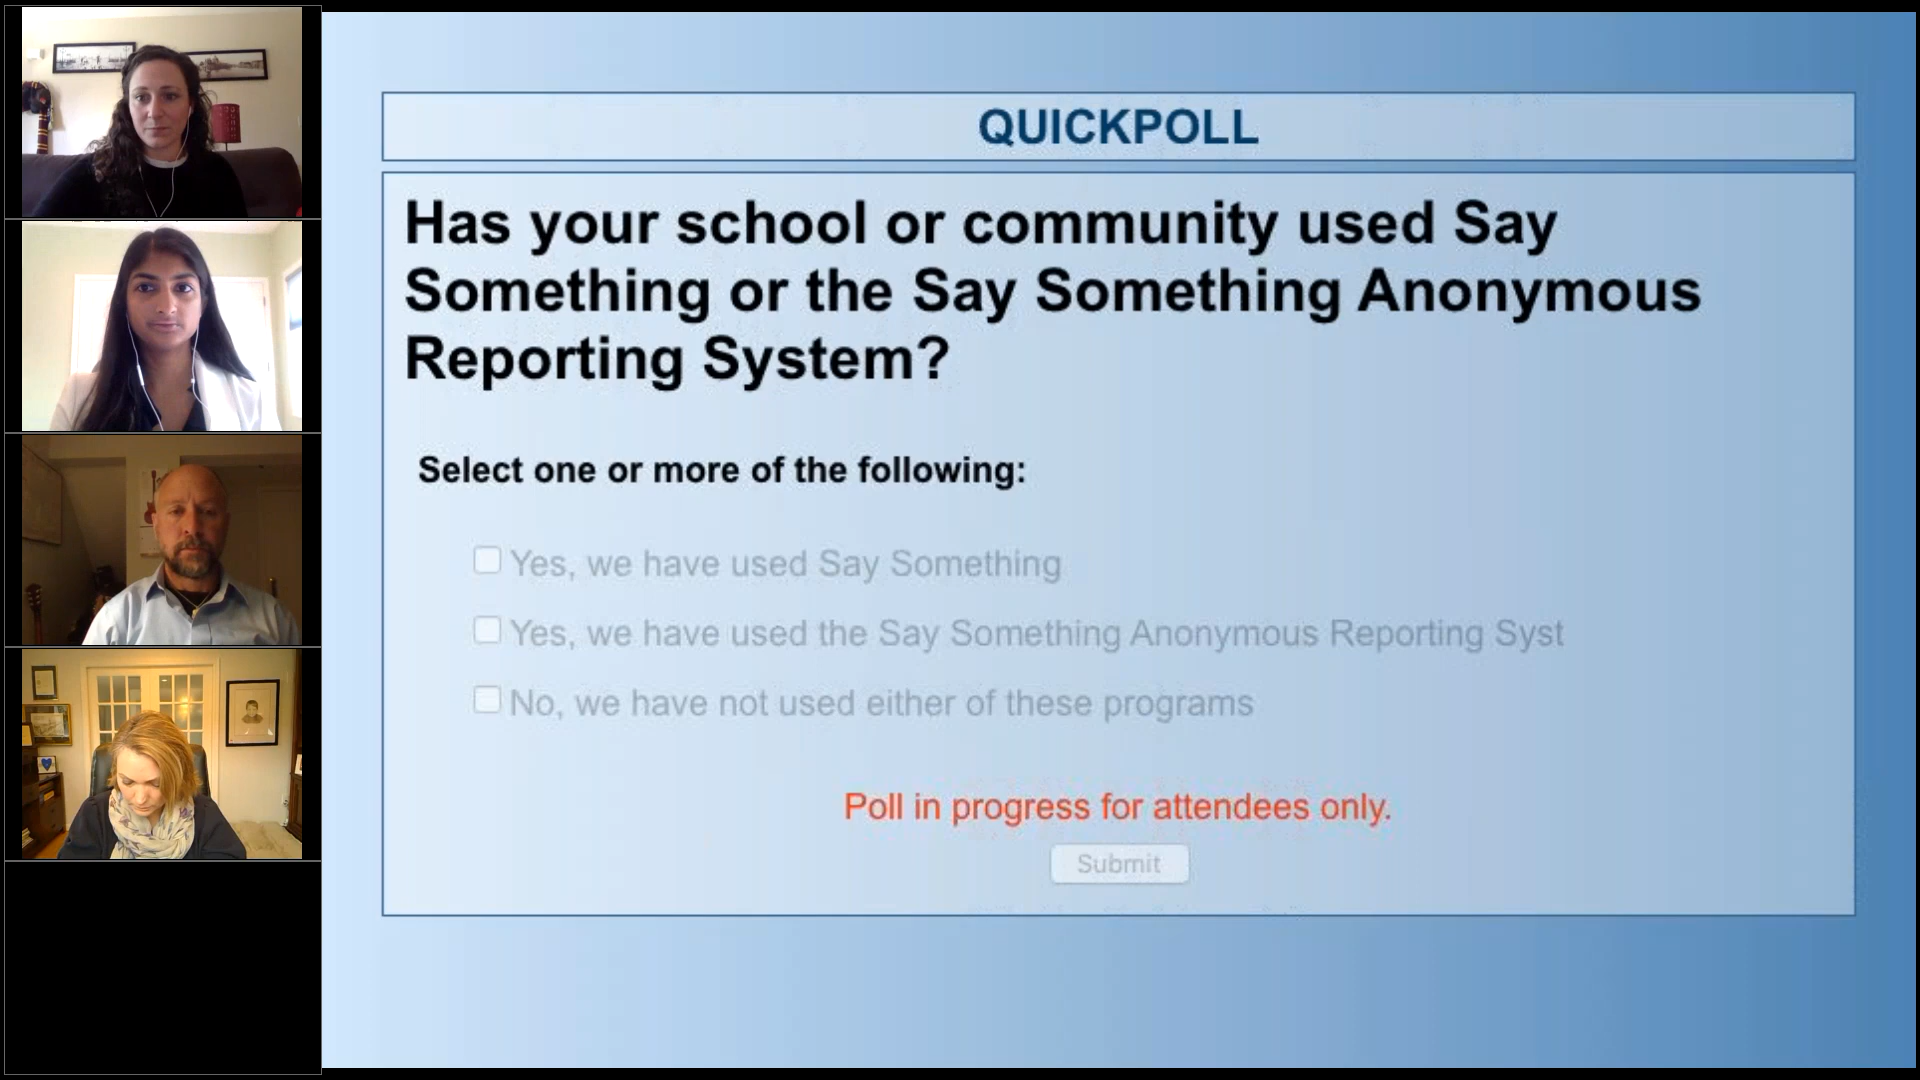 QUICKPOLL
Has your school or community used Say
Something or the Say Something Anonymous
Reporting System?
Select one or more of the following:
Yes, we have used Say Something
Yes, we have used the Say Something Anonymous Reporting Syst
No, we have not used either of these programs
Poll in progress for attendees only.
Submit